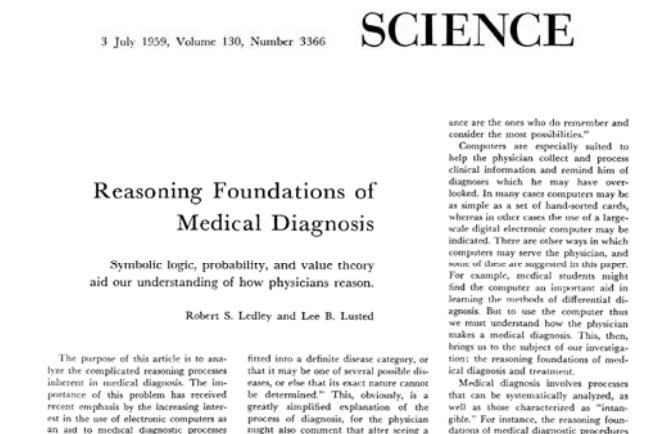 3 July 1959, Volume 130, Number 3366
SCIENCE
Reasoning Foundations of
Medical Diagnosis
Symbolic logic, probability, and value theory
aid our understanding of how physicians reason.
Robert S. Ledley and Lee B. Lusted
The purpose of this article is to ana-
lyze the complicated reasoning processes
inherent in medical diagnosis. The im-
portance of this problem has received
recent emphasis by the increasing inter-
est in the use of electronic computers as
an aid to medical diagnostic processes
fitted into a definite disease category, or
that it may be one of several possible dis-
eases, or else that its exact nature cannot
be determined." This, obviously, is a
greatly simplified explanation of the
process of diagnosis, for the physician
might also comment that after seeing a
ance are the ones who do remember and
consider the most possibilities."
Computers are especially suited to
help the physician collect and process
clinical information and remind him of
diagnoses which he may have over-
looked. In many cases computers may be
as simple as a set of hand-sorted cards,
whereas in other cases the use of a large-
scale digital electronic computer may be
indicated. There are other ways in which
computers may serve the physician, and
some of these are suggested in this paper.
For example, medical students might
find the computer an important aid in
learning the methods of differential di-
agnosis. But to use the computer thus
we must understand how the physician
makes a medical diagnosis. This, then,
brings us to the subject of our investiga-
tion: the reasoning foundations of med-
ical diagnosis and treatment.
Medical diagnosis involves processes
that can be systematically analyzed, as
well as those characterized as "intan-
gible." For instance, the reasoning foun-
dations of medical diagnostic procedures